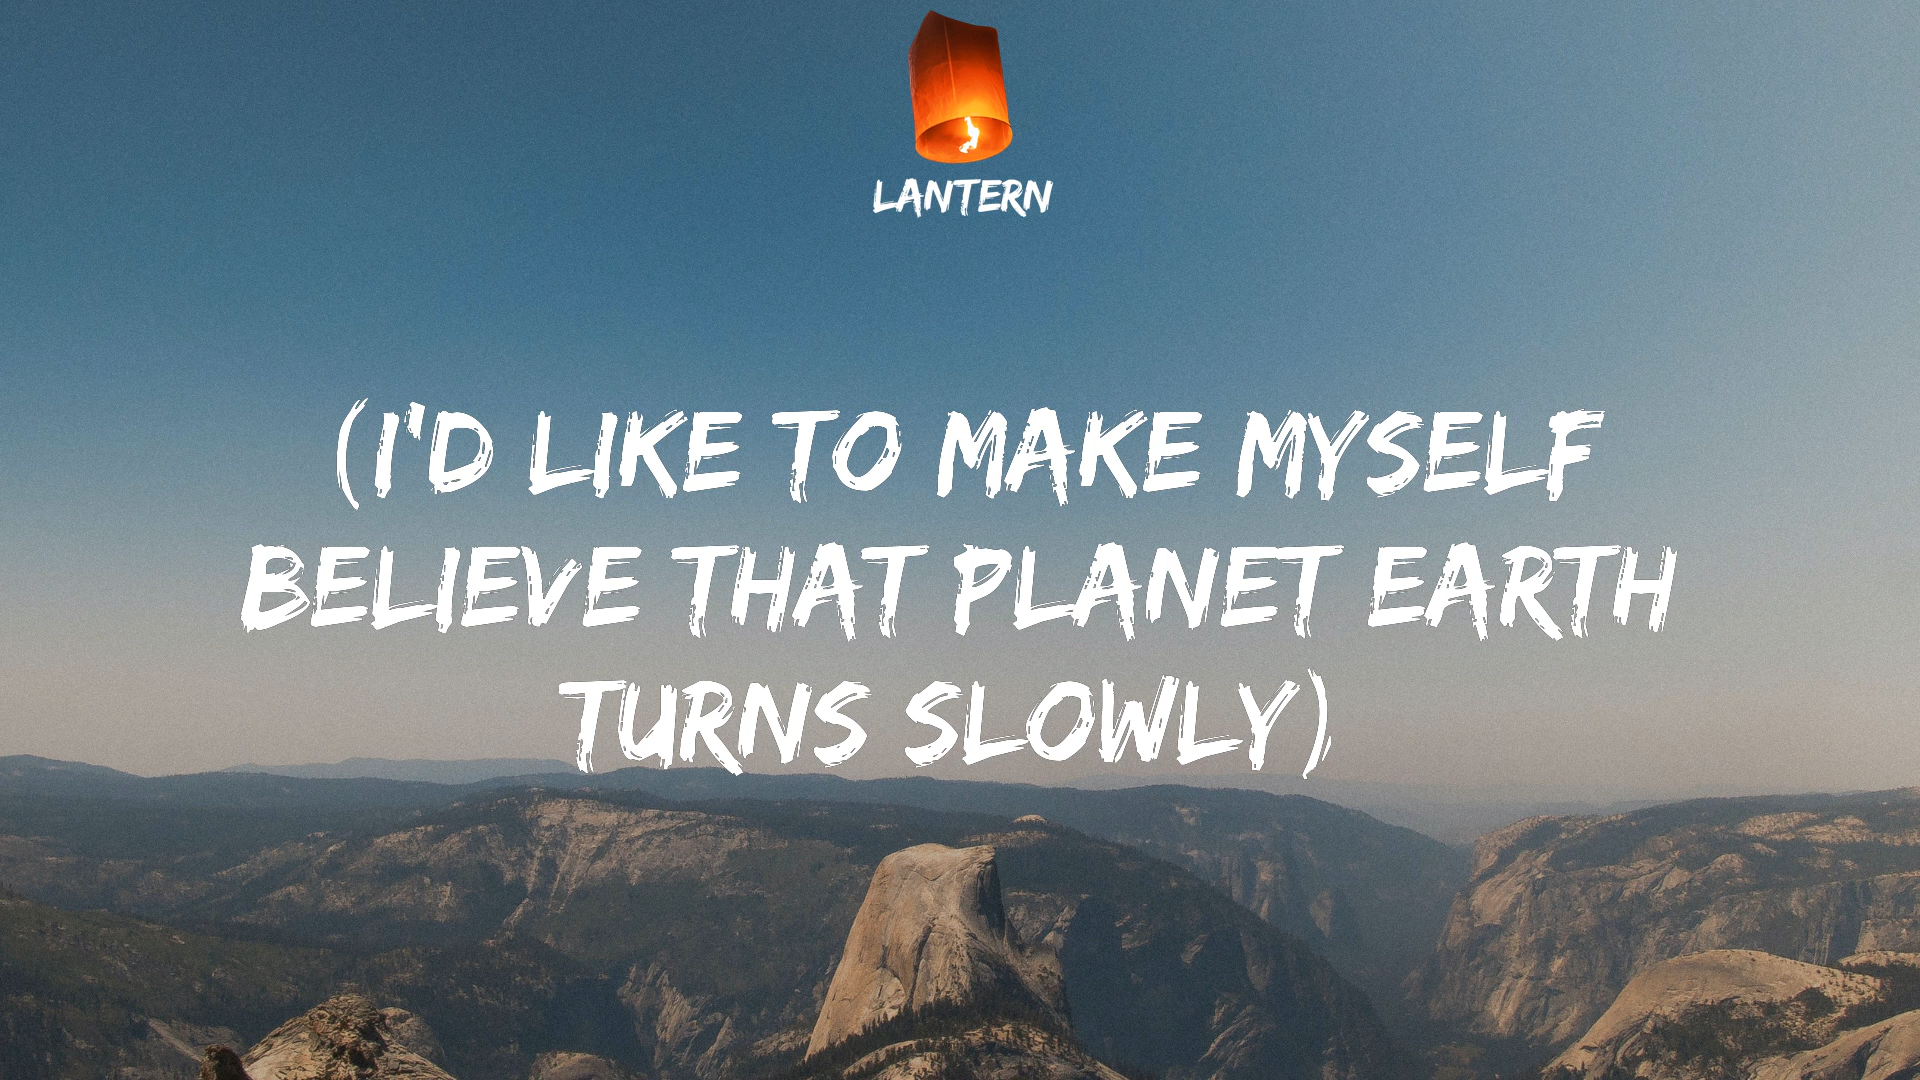 LANTERN
(I'D LIKE TO MAKE MYSELF
BELIEVE THAT PLANET EARTH
TURNS SLOWLY)